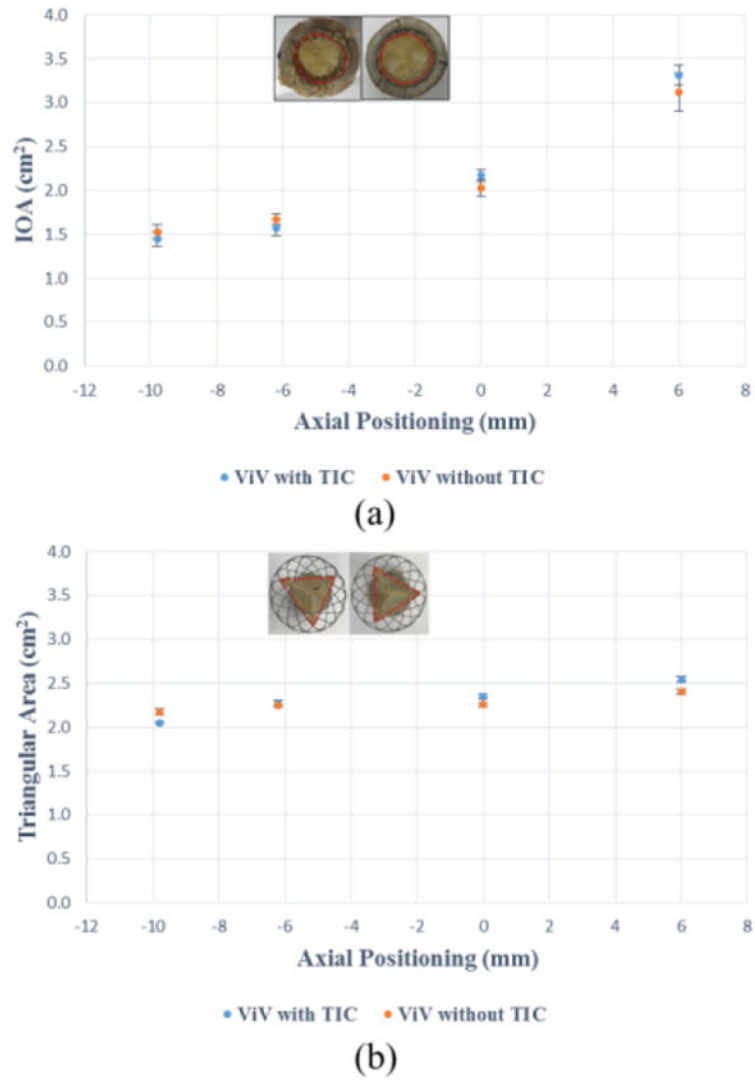 4.0
3.5
3.0
2.5
2.0
1.5
1.0
0.5
0.0
IOA (cm²)
-12 -10 -8 -6 -4 -2 0 2 4 6 8
Axial Positioning (mm)
ViV with TIC ViV without TIC
(a)
4.0
3.5
3.0
2.5
2.0
1.5
1.0
0.5
0.0
Triangular Area (cm²)
-12 -10 -8 -6 -4 -2 0 2 4 6 8
Axial Positioning (mm)
ViV with TIC ViV without TIC
(b)